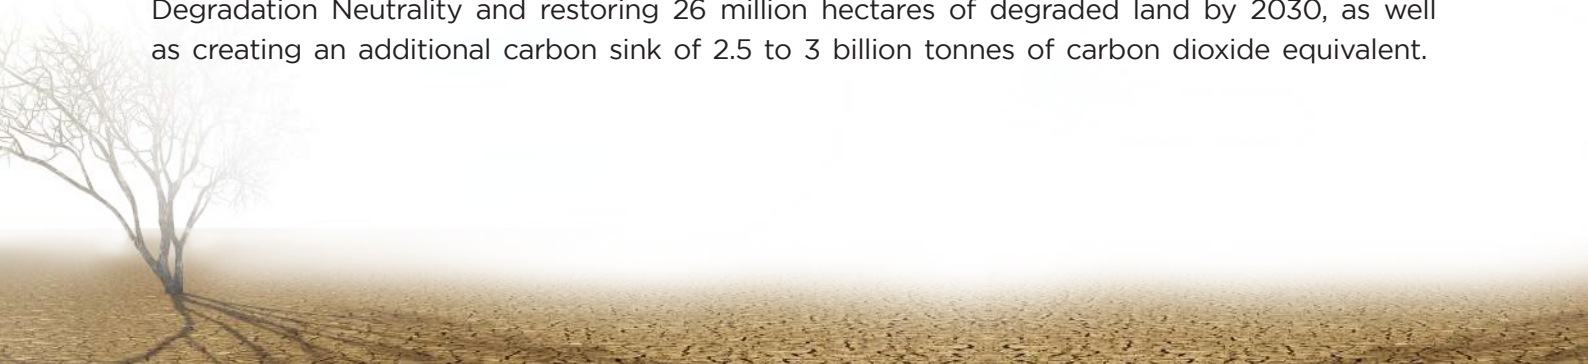 Degradation Neutrality and restoring 26 million hectares of degraded land by 2030, as well
as creating an additional carbon sink of 2.5 to 3 billion tonnes of carbon dioxide equivalent.